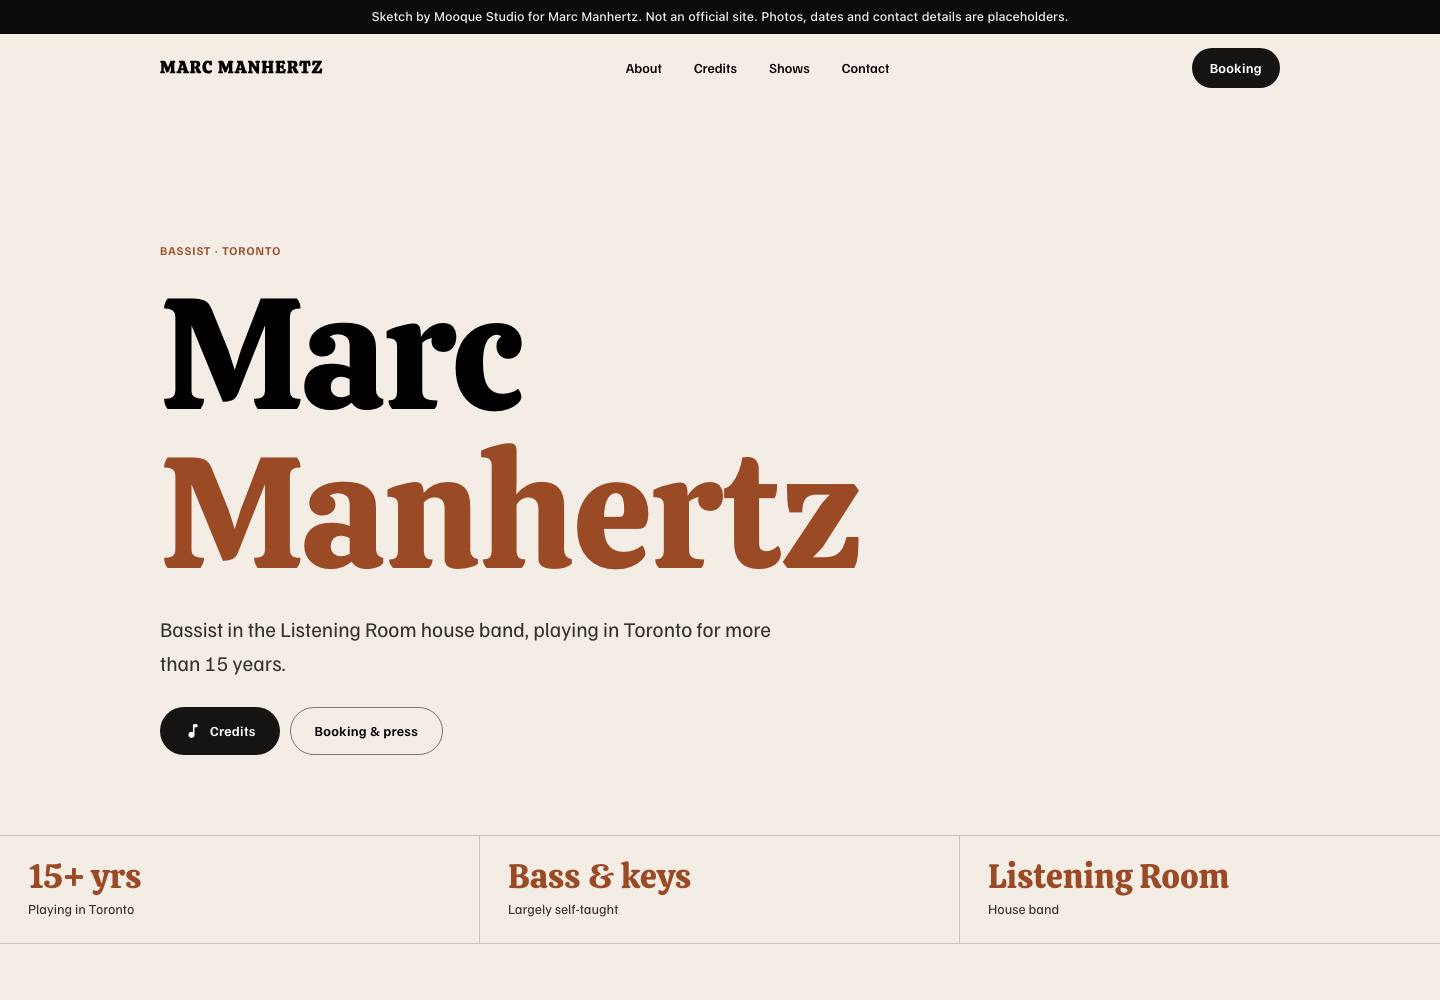 Sketch by Mooque Studio for Marc Manhertz. Not an official site. Photos, dates and contact details are placeholders.
MARC MANHERTZ
About
Credits
Shows
Contact
Booking
BASSIST · TORONTO
Marc
Manhertz
Bassist in the Listening Room house band, playing in Toronto for more
than 15 years.
Credits
Booking & press
15+ yrs
Playing in Toronto
Bass & keys
Largely self-taught
Listening Room
House band